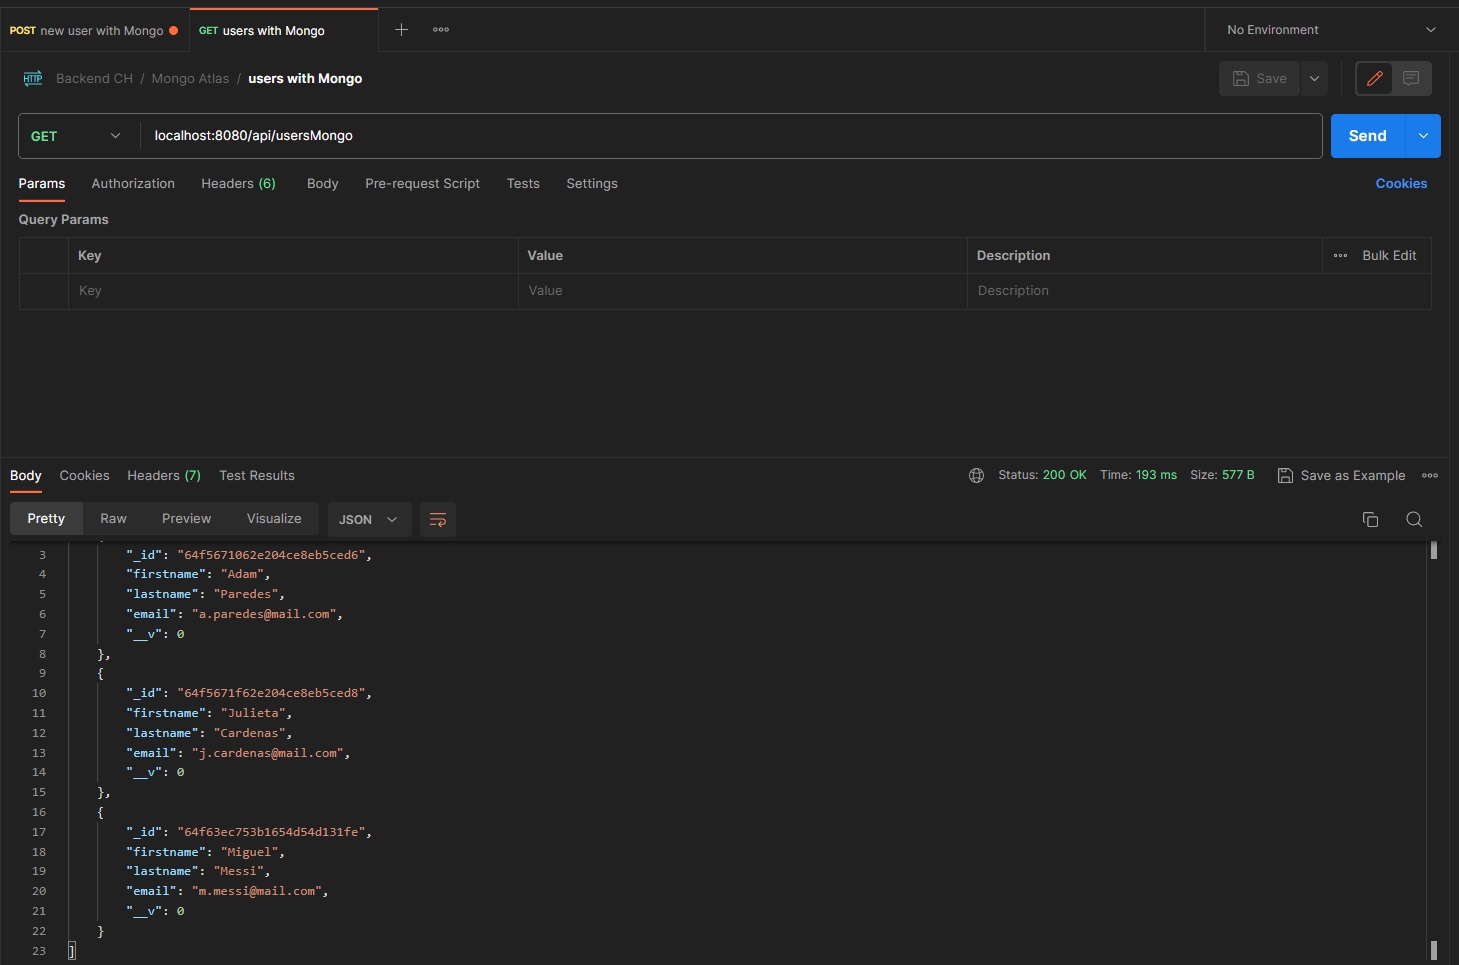 POST new user with Mongo
GET users with Mongo
No Environment
HTTP Backend CH / Mongo Atlas / users with Mongo
Save
GET localhost:8080/api/usersMongo
Send
Params Authorization Headers (6) Body Pre-request Script Tests Settings Cookies
Query Params
Key Value Description Bulk Edit
Key Value Description
Body Cookies Headers (7) Test Results Status: 200 OK Time: 193 ms Size: 577 B Save as Example
Pretty Raw Preview Visualize JSON
3 "_id": "64f5671062e204ce8eb5ced6",
4 "firstname": "Adam",
5 "lastname": "Paredes",
6 "email": "a.paredes@mail.com",
7 "__v": 0
8 },
9 {
10 "_id": "64f5671f62e204ce8eb5ced8",
11 "firstname": "Julieta",
12 "lastname": "Cardenas",
13 "email": "j.cardenas@mail.com",
14 "__v": 0
15 },
16 {
17 "_id": "64f63ec753b1654d54d131fe",
18 "firstname": "Miguel",
19 "lastname": "Messi",
20 "email": "m.messi@mail.com",
21 "__v": 0
22 }
23 ]